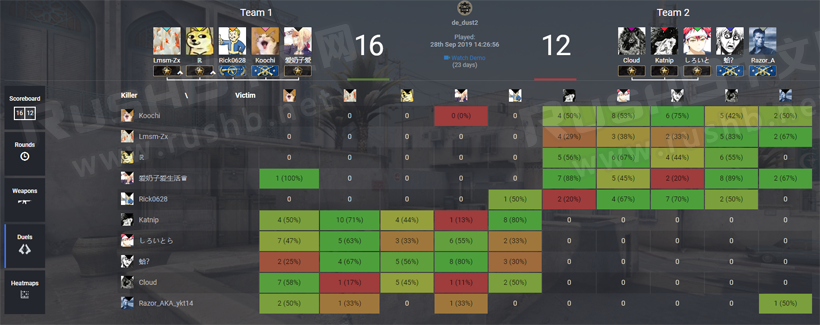 Team 1
de_dust2
Team 2
Played:
28th Sep 2019 14:26:56
16
12
Watch Demo
(23 days)
Lmsm-Zx
Rick0628
Koochi
爱奶子爱
Cloud
Katnip
しろいと
蛤?
Razor_A
Scoreboard
16 12
Rounds
Weapons
Duels
Heatmaps
Killer \ Victim
Koochi 0 0 0 0 (0%) 0 4 (50%) 8 (53%) 6 (75%) 5 (42%) 2 (50%)
Lmsm-Zx 0 0 0 0 0 4 (29%) 3 (38%) 2 (33%) 5 (83%) 2 (67%)
0 0 0 0 0 5 (56%) 6 (67%) 4 (44%) 6 (55%) 0
爱奶子爱生活♛ 1 (100%) 0 0 0 0 7 (88%) 5 (45%) 2 (20%) 8 (89%) 2 (67%)
Rick0628 0 0 0 0 1 (50%) 2 (20%) 4 (67%) 7 (70%) 2 (50%) 0
Katnip 4 (50%) 10 (71%) 4 (44%) 1 (13%) 8 (80%) 0 0 0 0 0
しろいとら 7 (47%) 5 (63%) 3 (33%) 6 (55%) 2 (33%) 0 0 0 0 0
蛤? 2 (25%) 4 (67%) 5 (56%) 8 (80%) 3 (30%) 0 0 0 0 0
Cloud 7 (58%) 1 (17%) 5 (45%) 1 (11%) 2 (50%) 0 0 0 0 0
Razor_AKA_ykt14 2 (50%) 1 (33%) 0 1 (33%) 0 0 0 0 0 1 (50%)
www.rushb.net